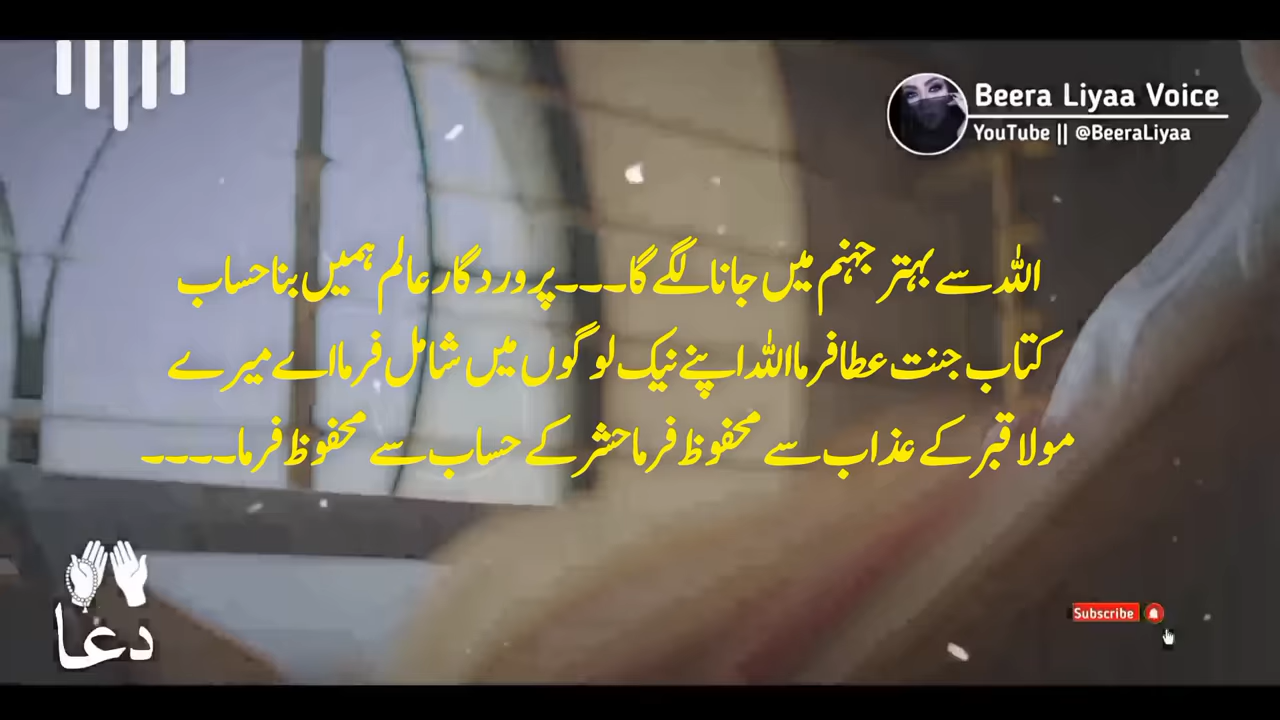 Beera Liyaa Voice
YouTube || @BeeraLiyaa
اللہ سے بہتر جہنم میں جانا لگے گا۔۔۔پروردگار عالم ہمیں بنا حساب
کتاب جنت عطا فرما اللہ اپنے نیک لوگوں میں شامل فرما اے میرے
مولا قبر کے عذاب سے محفوظ فرما حشر کے حساب سے محفوظ فرما۔۔۔۔
دعا
Subscribe